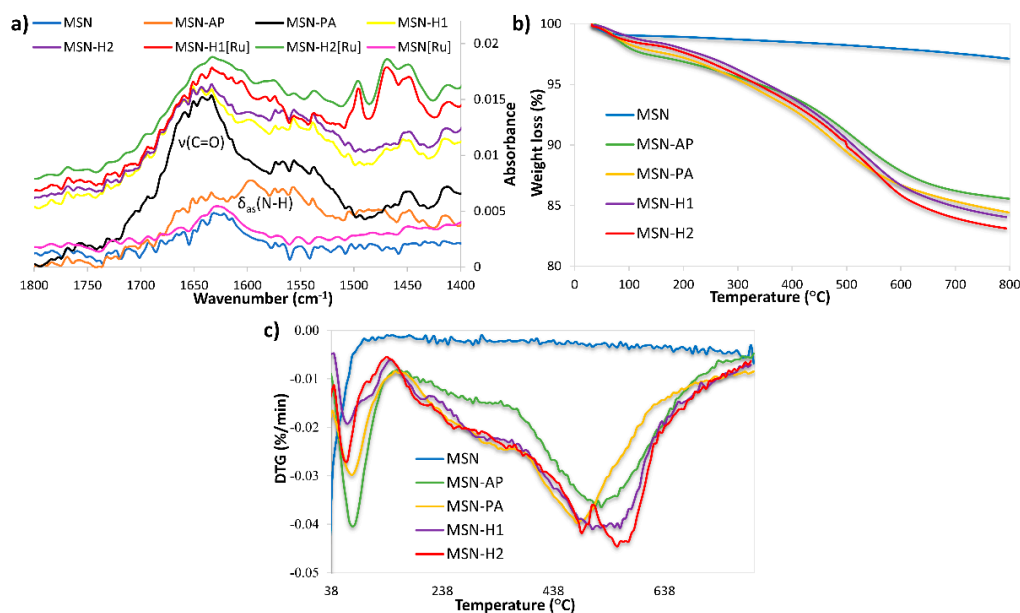 a)
MSN MSN-AP MSN-PA MSN-H1
MSN-H2 MSN-H1[Ru] MSN-H2[Ru] MSN[Ru]
0.02
0.015
0.01
0.005
0
Absorbance
ν(C=O)
δas(N-H)
1800 1750 1700 1650 1600 1550 1500 1450 1400
Wavenumber (cm-1)
b)
100
95
90
85
80
Weight loss (%)
MSN
MSN-AP
MSN-PA
MSN-H1
MSN-H2
0 100 200 300 400 500 600 700 800
Temperature (°C)
c)
0.00
-0.01
-0.02
-0.03
-0.04
-0.05
DTG (%/min)
MSN
MSN-AP
MSN-PA
MSN-H1
MSN-H2
38 238 438 638
Temperature (°C)